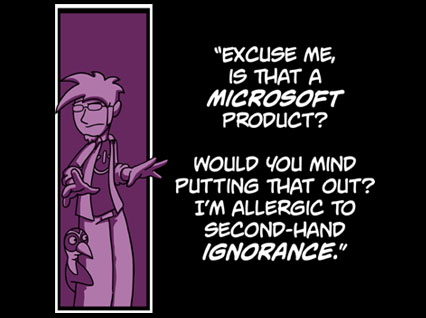 "EXCUSE ME,
IS THAT A
MICROSOFT
PRODUCT?
WOULD YOU MIND
PUTTING THAT OUT?
I'M ALLERGIC TO
SECOND-HAND
IGNORANCE."